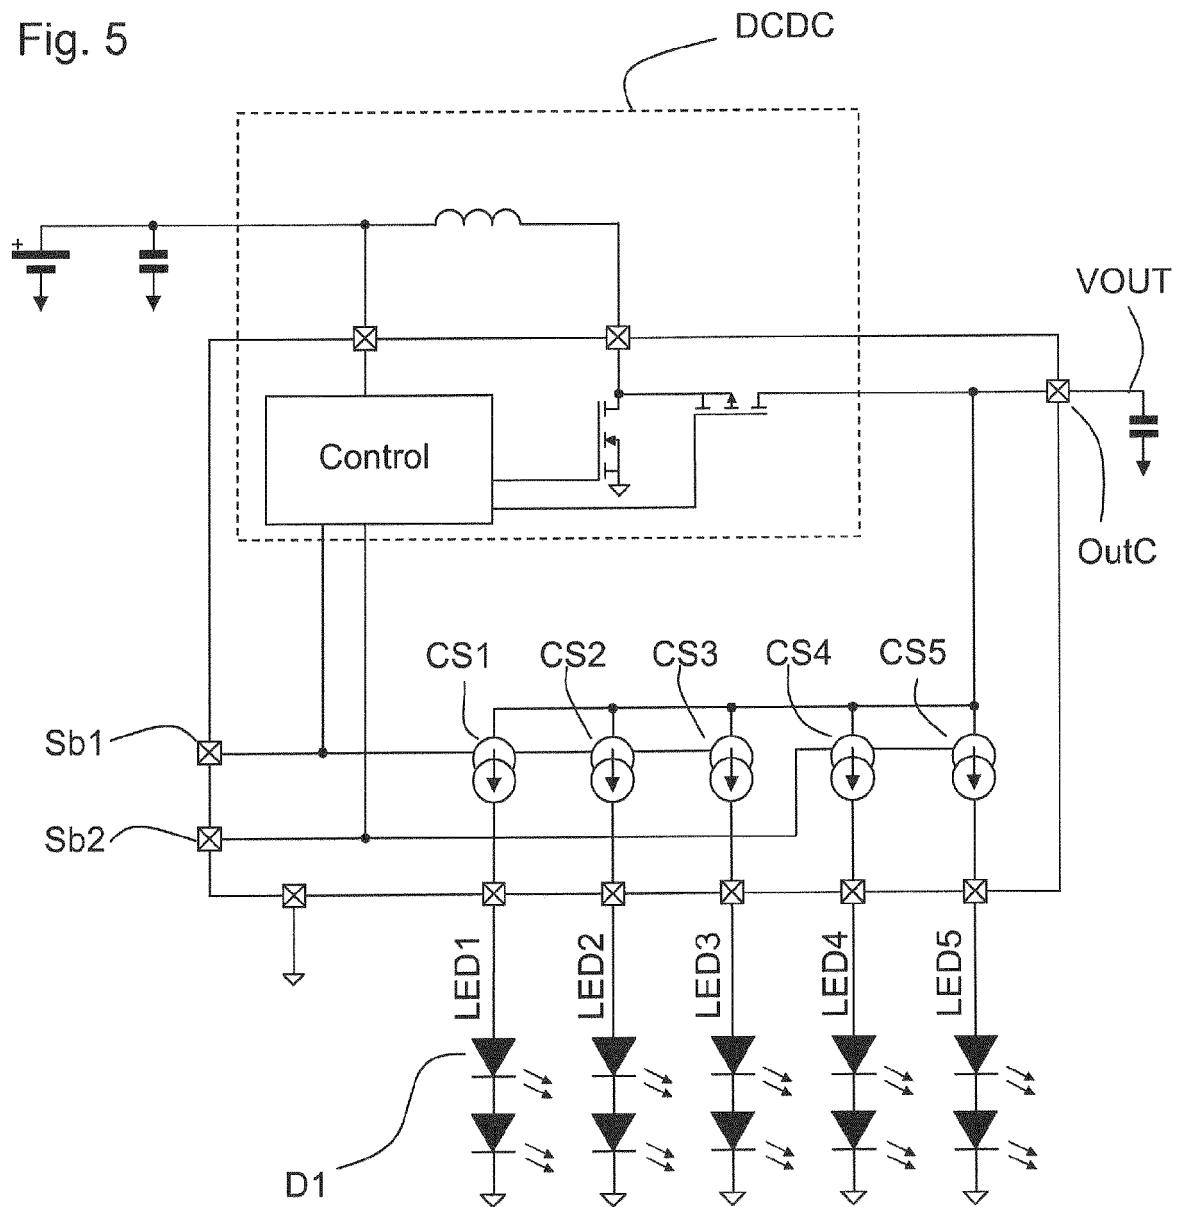 Fig. 5
DCDC
+
VOUT
Control
OutC
CS1
CS2
CS3
CS4
CS5
Sb1
Sb2
LED1
LED2
LED3
LED4
LED5
D1